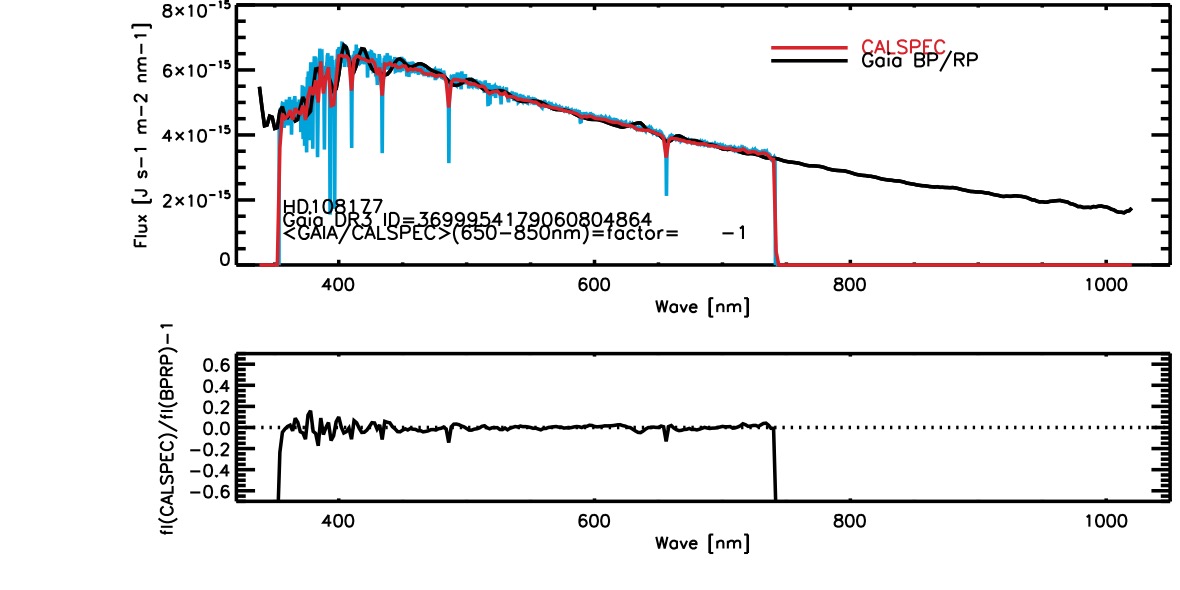 8×10−15
6×10−15
4×10−15
2×10−15
0
Flux [J s−1 m−2 nm−1]
CALSPEC
Gaia BP/RP
HD108177
Gaia DR3 ID=3699954179060804864
<GAIA/CALSPEC>(650−850nm)=factor= −1
400 600 800 1000
Wave [nm]
fl(CALSPEC)/fl(BPRP)−1
0.6
0.4
0.2
0.0
−0.2
−0.4
−0.6
400 600 800 1000
Wave [nm]